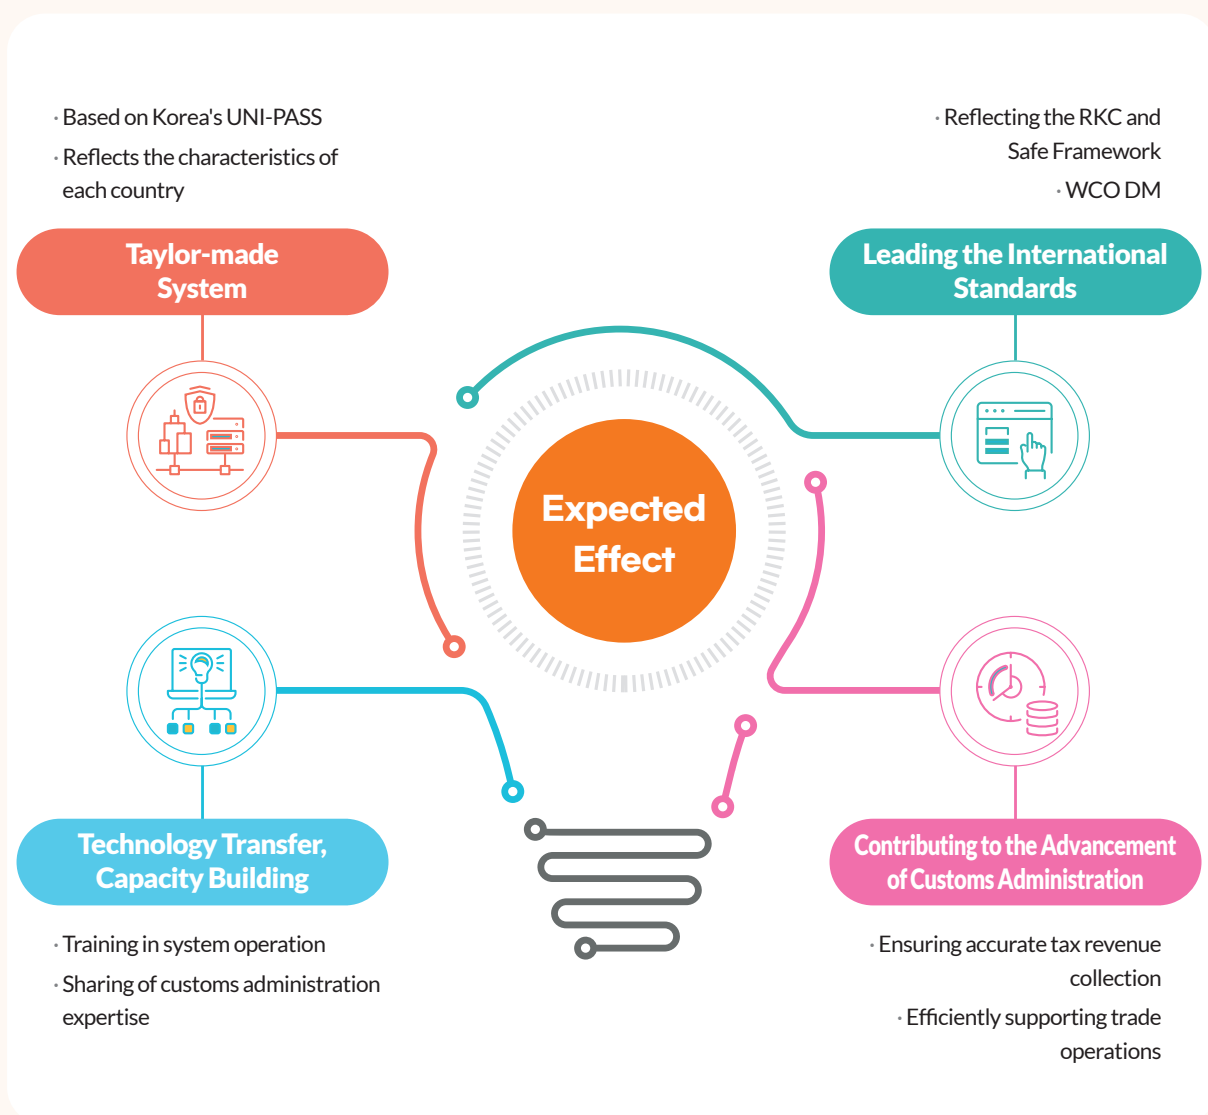 · Based on Korea's UNI-PASS
· Reflects the characteristics of
each country
Taylor-made
System
· Reflecting the RKC and
Safe Framework
· WCO DM
Leading the International
Standards
Expected
Effect
Technology Transfer,
Capacity Building
· Training in system operation
· Sharing of customs administration
expertise
Contributing to the Advancement
of Customs Administration
· Ensuring accurate tax revenue
collection
· Efficiently supporting trade
operations